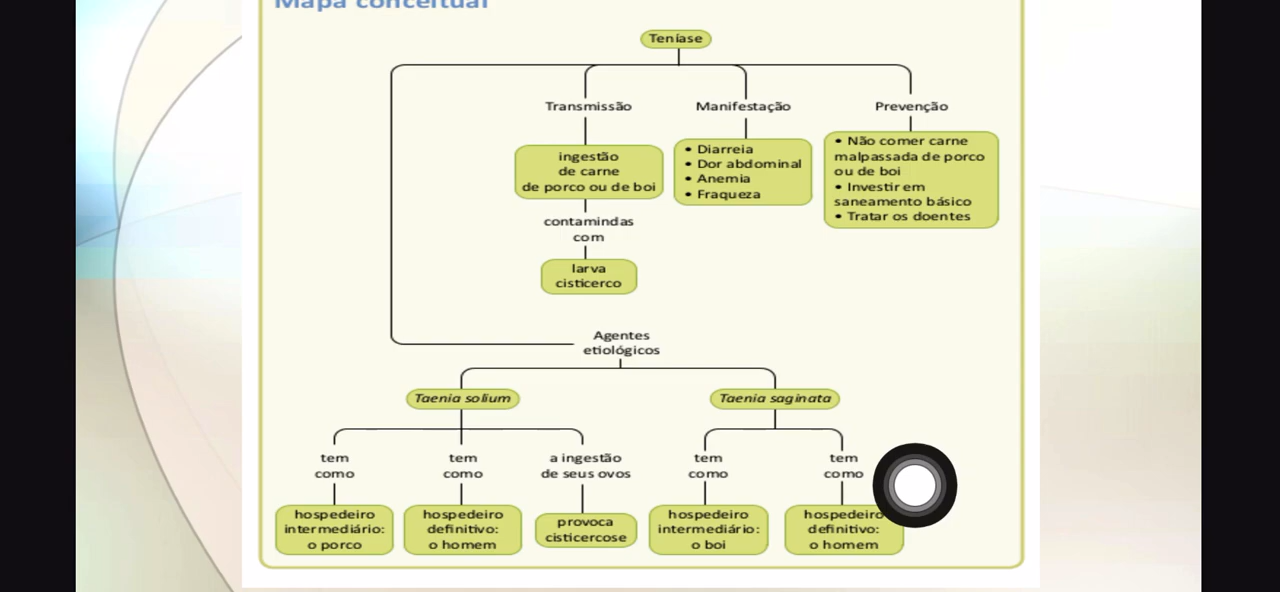 Mapa conceitual
Teníase
Transmissão
Manifestação
Prevenção
ingestão
de carne
de porco ou de boi
• Diarreia
• Dor abdominal
• Anemia
• Fraqueza
• Não comer carne
malpassada de porco
ou de boi
• Investir em
saneamento básico
• Tratar os doentes
contamindas
com
larva
cisticerco
Agentes
etiológicos
Taenia solium
Taenia saginata
tem
como
tem
como
a ingestão
de seus ovos
tem
como
tem
como
hospedeiro
intermediário:
o porco
hospedeiro
definitivo:
o homem
provoca
cisticercose
hospedeiro
intermediário:
o boi
hospedeiro
definitivo:
o homem